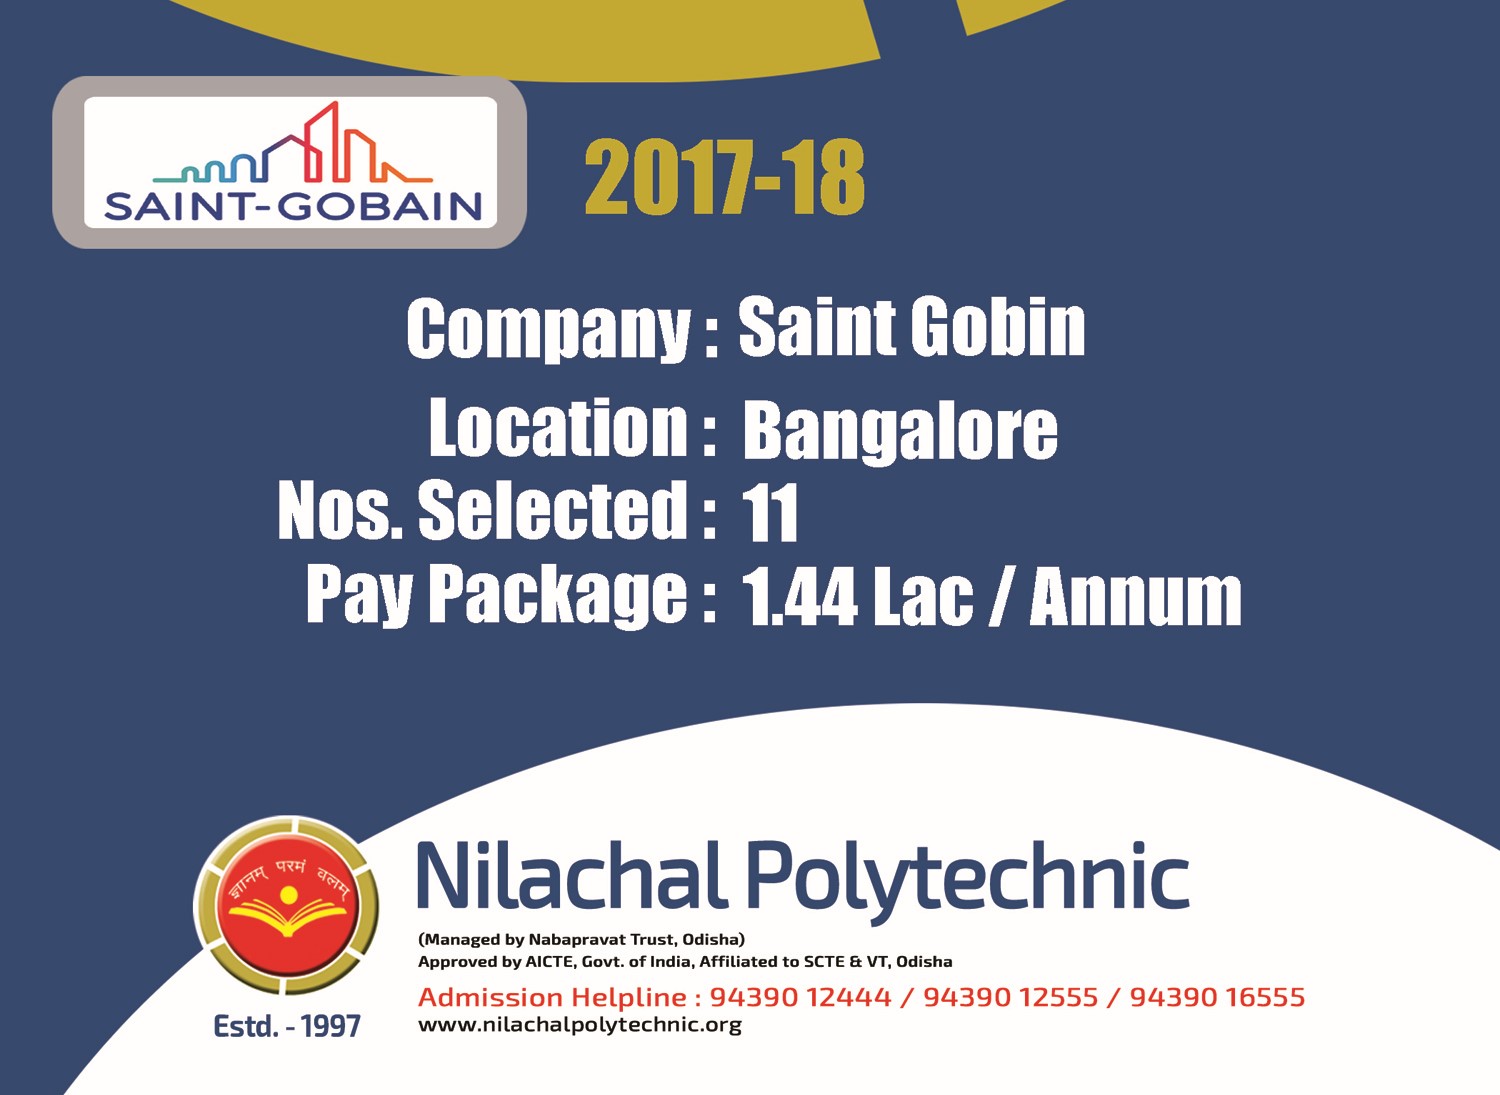 SAINT-GOBAIN
2017-18
Company : Saint Gobin
Location : Bangalore
Nos. Selected : 11
Pay Package : 1.44 Lac / Annum
ज्ञानम् परमं वलम्
Estd. - 1997
Nilachal Polytechnic
(Managed by Nabapravat Trust, Odisha)
Approved by AICTE, Govt. of India, Affiliated to SCTE & VT, Odisha
Admission Helpline : 94390 12444 / 94390 12555 / 94390 16555
www.nilachalpolytechnic.org